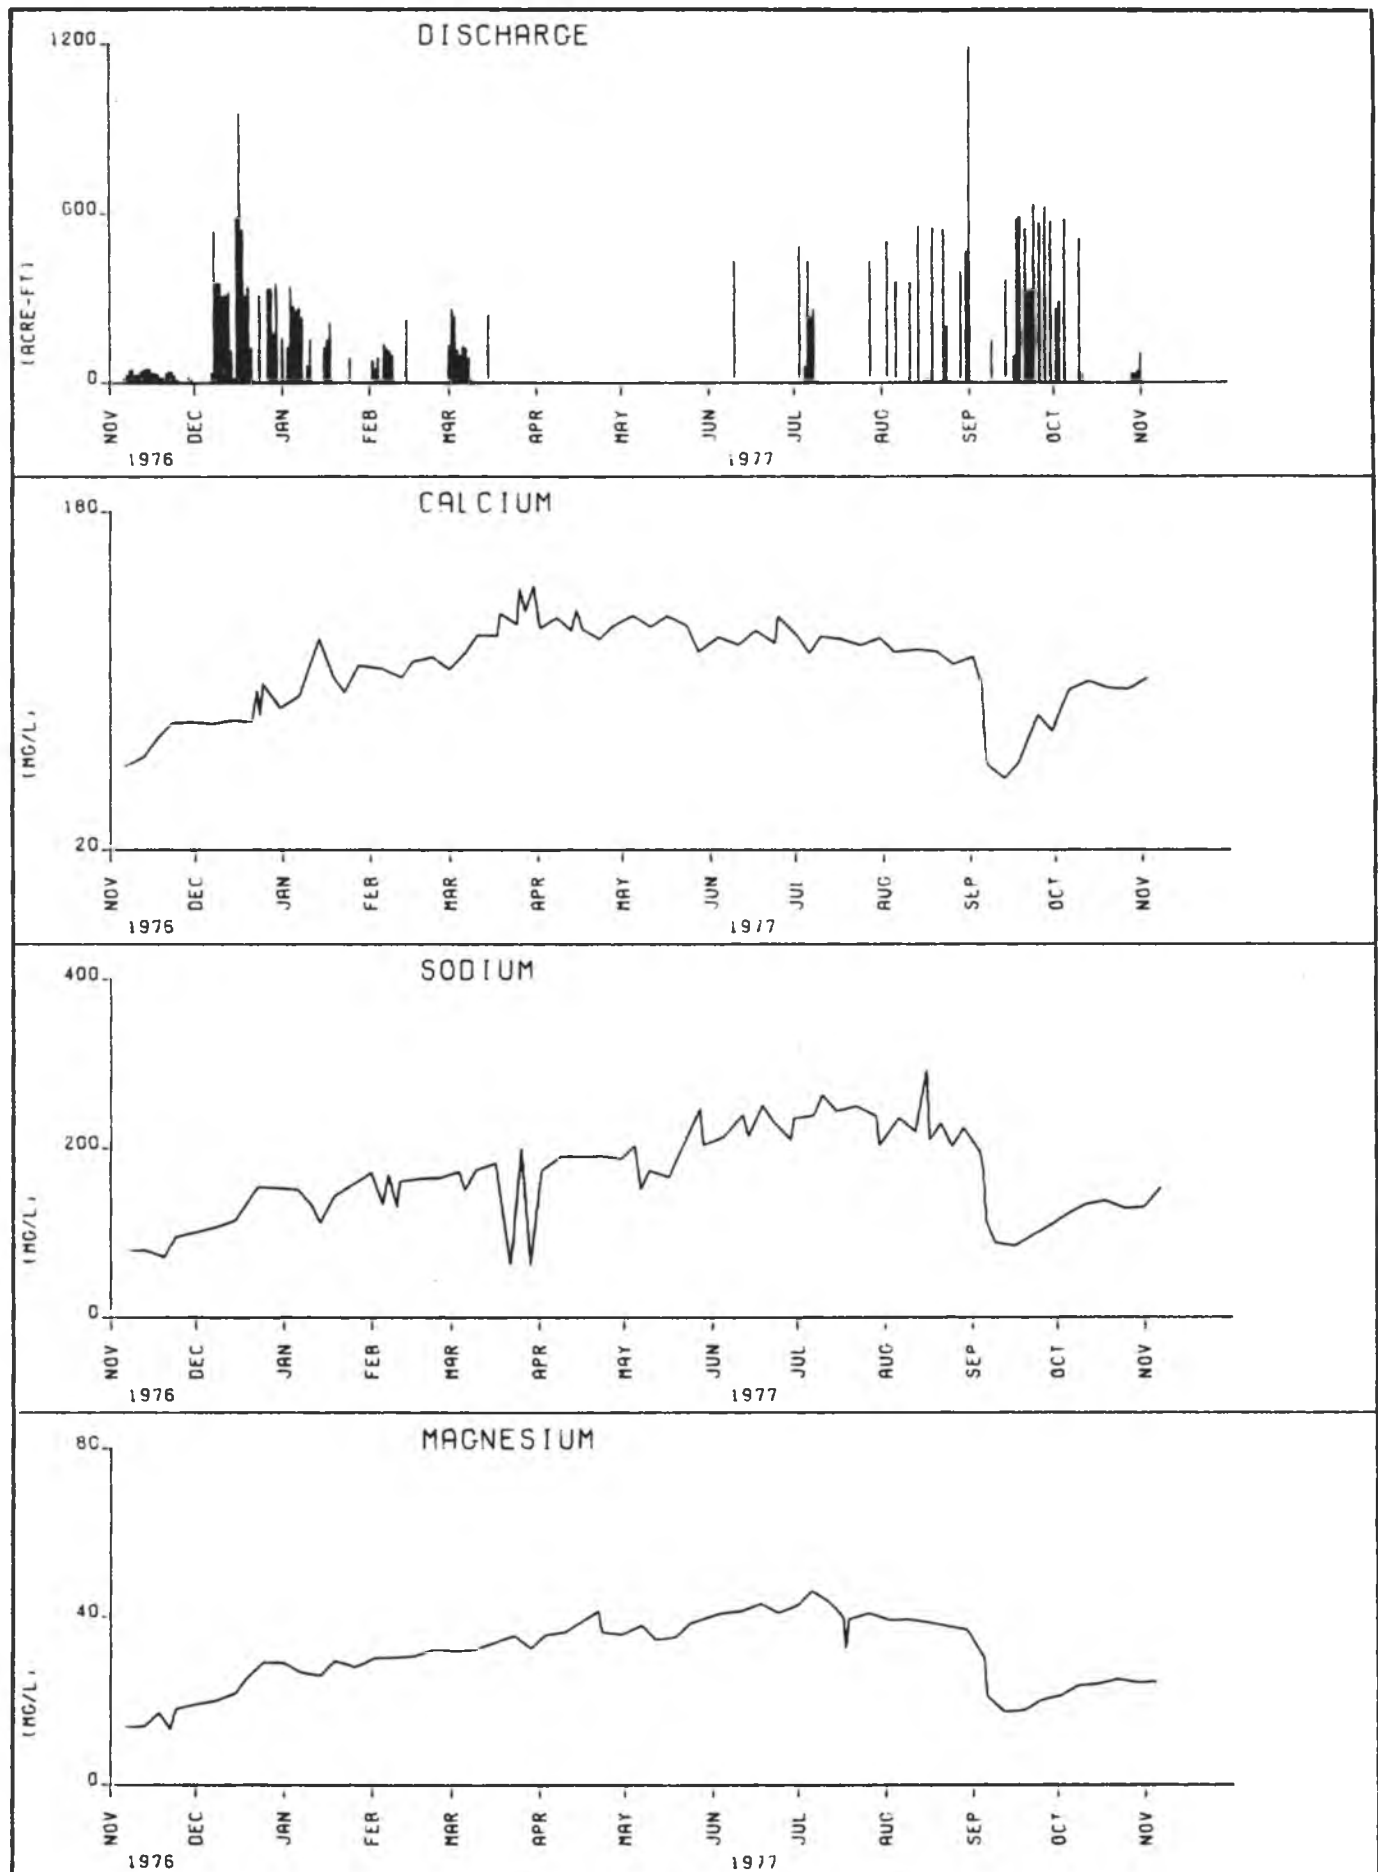 DISCHARGE
1200
600
0
(ACRE-FT)
NOV DEC JAN FEB MAR APR MAY JUN JUL AUG SEP OCT NOV
1976 1977
CALCIUM
180
20
(MG/L)
NOV DEC JAN FEB MAR APR MAY JUN JUL AUG SEP OCT NOV
1976 1977
SODIUM
400
200
0
(MG/L)
NOV DEC JAN FEB MAR APR MAY JUN JUL AUG SEP OCT NOV
1976 1977
MAGNESIUM
80
40
0
(MG/L)
NOV DEC JAN FEB MAR APR MAY JUN JUL AUG SEP OCT NOV
1976 1977